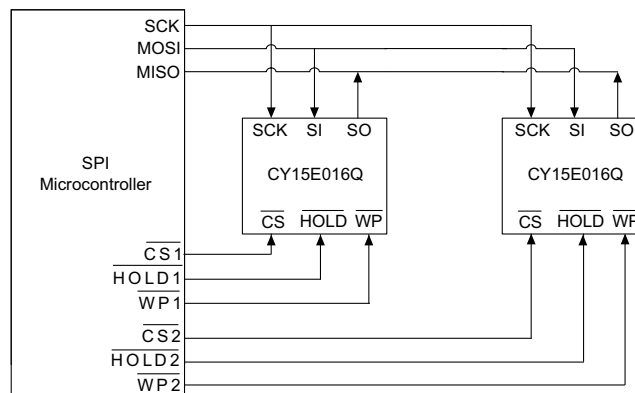 SCK
MOSI
MISO
SCK SI SO
SCK SI SO
SPI
Microcontroller
CY15E016Q
CY15E016Q
CS HOLD WP
CS HOLD WP
CS1
HOLD1
WP1
CS2
HOLD2
WP2